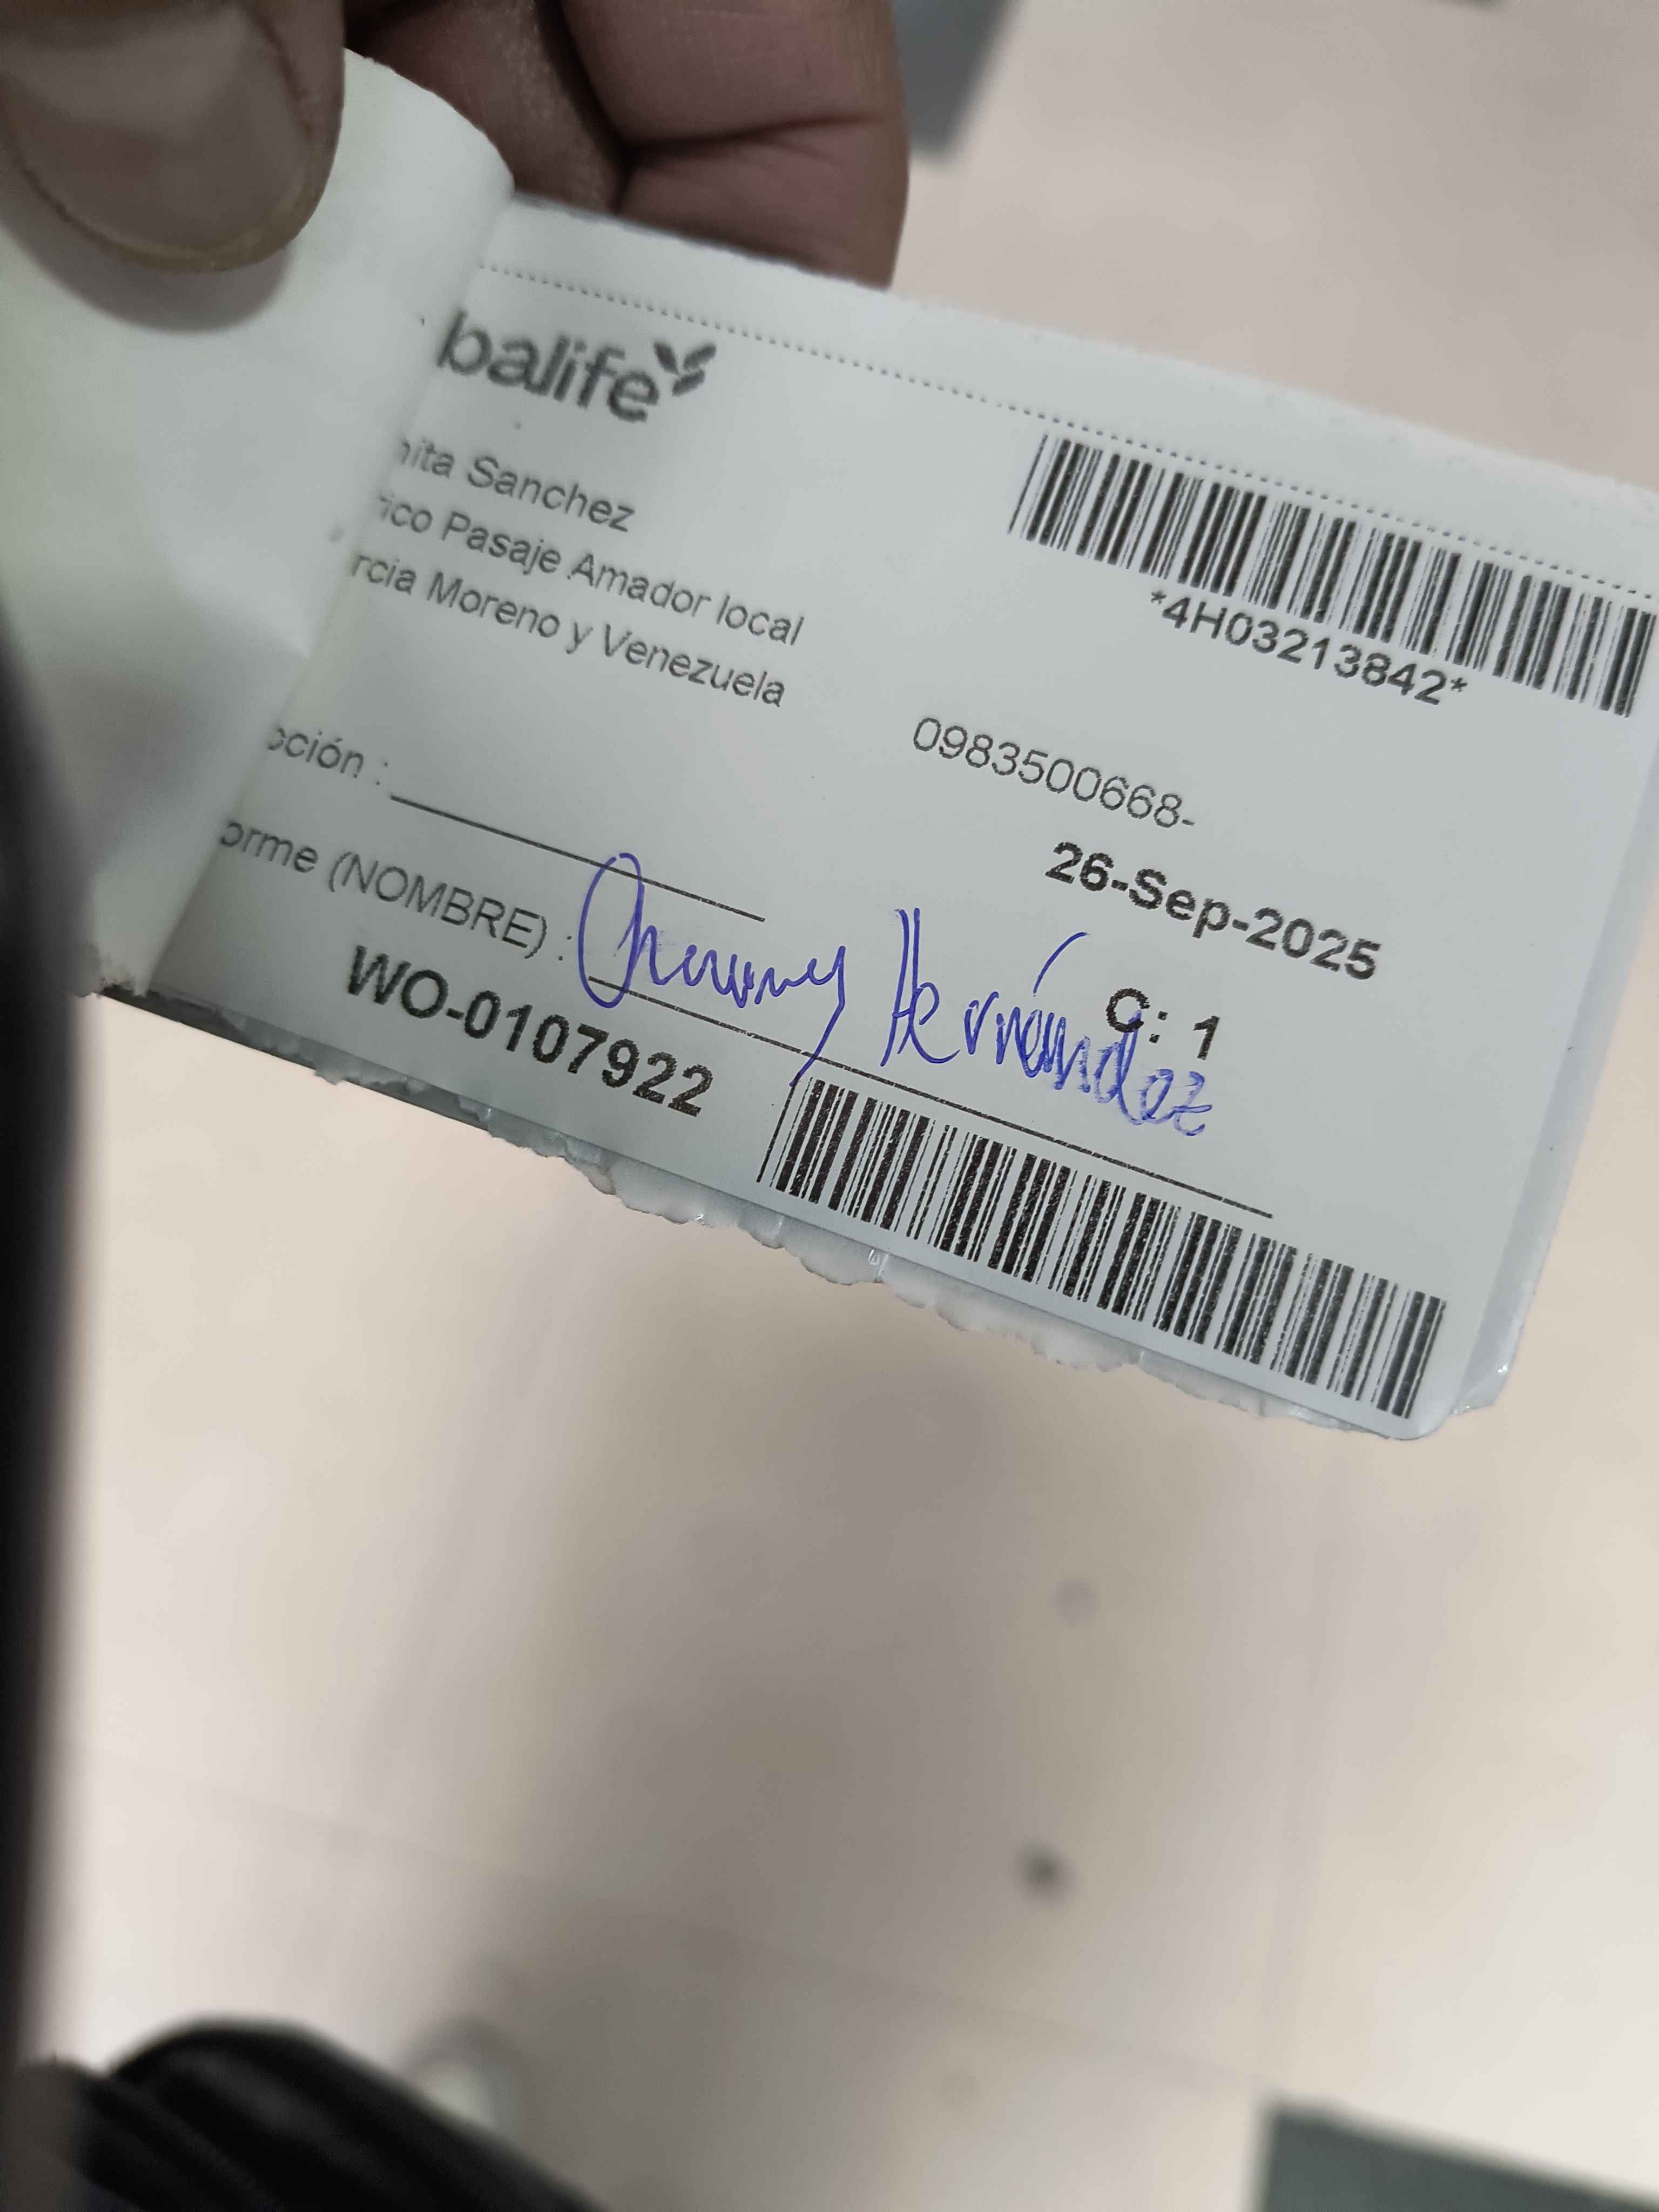 balife
nita Sanchez
rico Pasaje Amador local
rcia Moreno y Venezuela
*4H03213842*
0983500668-
cción :
26-Sep-2025
orme (NOMBRE) : Hernández
C: 1
WO-0107922